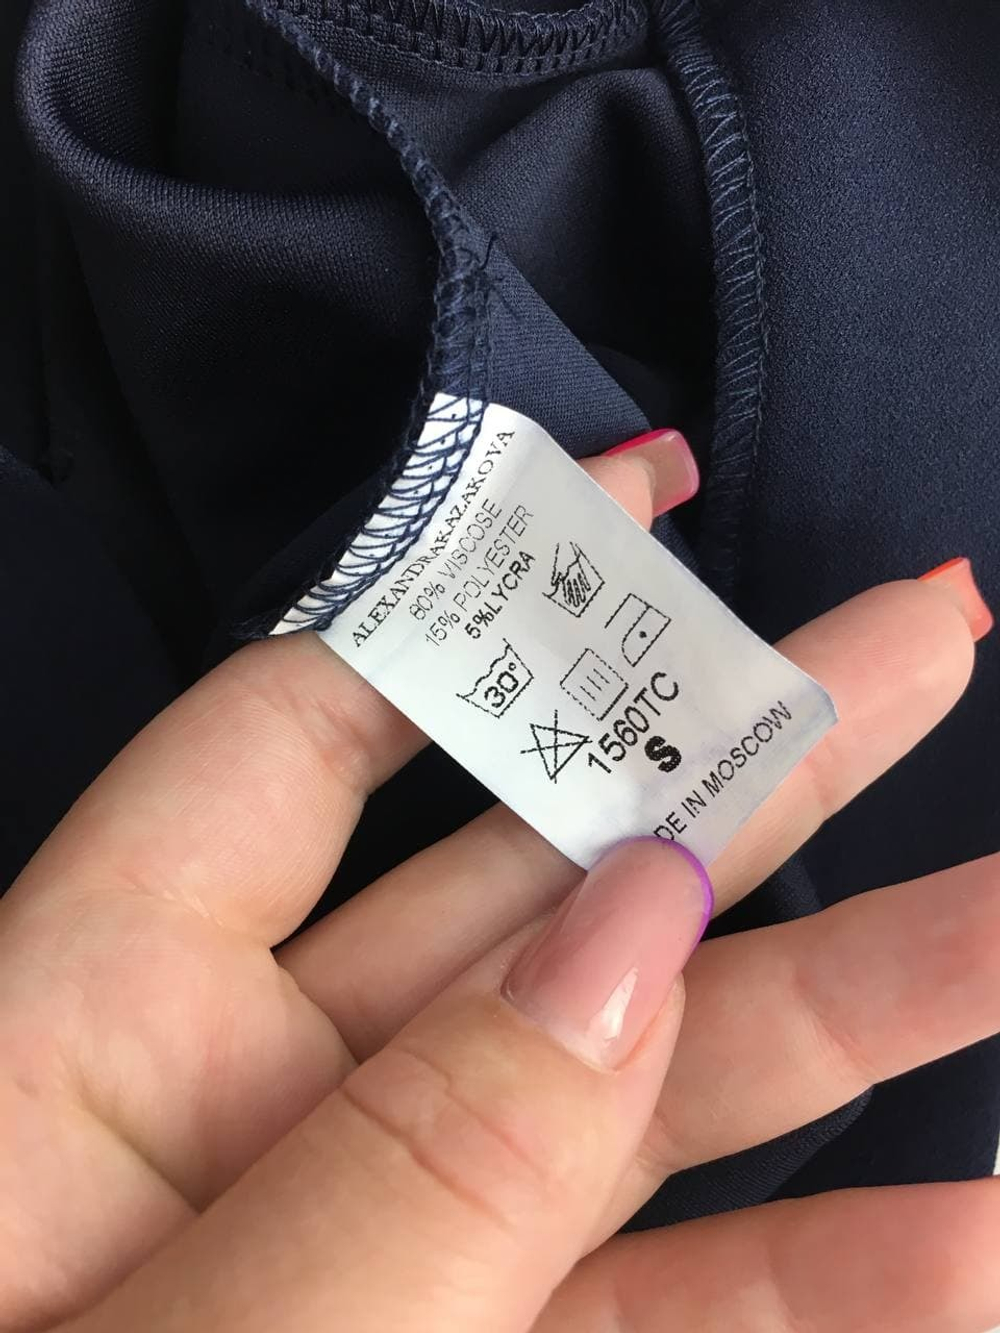 ALEXANDRAKAZAKOVA
80% VISCOSE
15% POLYESTER
5%LYCRA
30°
1560TC
S
DE IN MOSCOW